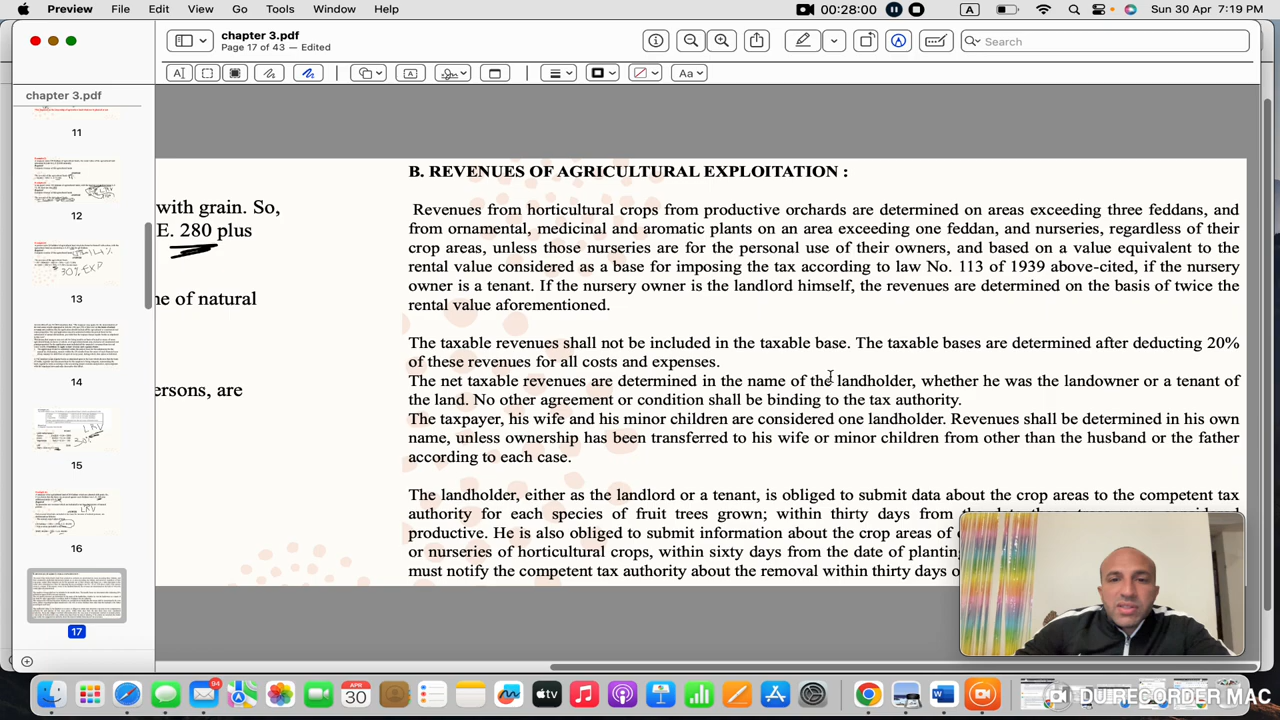 Preview File Edit View Go Tools Window Help 00:28:00 A Sun 30 Apr 7:19 PM
chapter 3.pdf
Page 17 of 43 — Edited
Search
chapter 3.pdf
11
12
13
14
15
16
17
with grain. So,
E. 280 plus
ne of natural
ersons, are
B. REVENUES OF AGRICULTURAL EXPLOITATION :
Revenues from horticultural crops from productive orchards are determined on areas exceeding three feddans, and
from ornamental, medicinal and aromatic plants on an area exceeding one feddan, and nurseries, regardless of their
crop areas unless those nurseries are for the personal use of their owners, and based on a value equivalent to the
rental value considered as a base for imposing the tax according to law No. 113 of 1939 above-cited, if the nursery
owner is a tenant. If the nursery owner is the landlord himself, the revenues are determined on the basis of twice the
rental value aforementioned.
The taxable revenues shall not be included in the tax base. The taxable bases are determined after deducting 20%
of these revenues for all costs and expenses.
The net taxable revenues are determined in the name of the landholder, whether he was the landowner or a tenant of
the land. No other agreement or condition shall be binding to the tax authority.
The taxpayer, his wife and his minor children are considered one landholder. Revenues shall be determined in his own
name, unless ownership has been transferred to his wife or minor children from other than the husband or the father
according to each case.
The landholder, either as the landlord or a tenant, is obliged to submit data about the crop areas to the competent tax
authority for each species of fruit trees grown; within thirty days from
productive. He is also obliged to submit information about the crop areas of
or nurseries of horticultural crops, within sixty days from the date of planting
must notify the competent tax authority about the removal within thirty days
94
APR
30
tv
DU RECORDER MAC